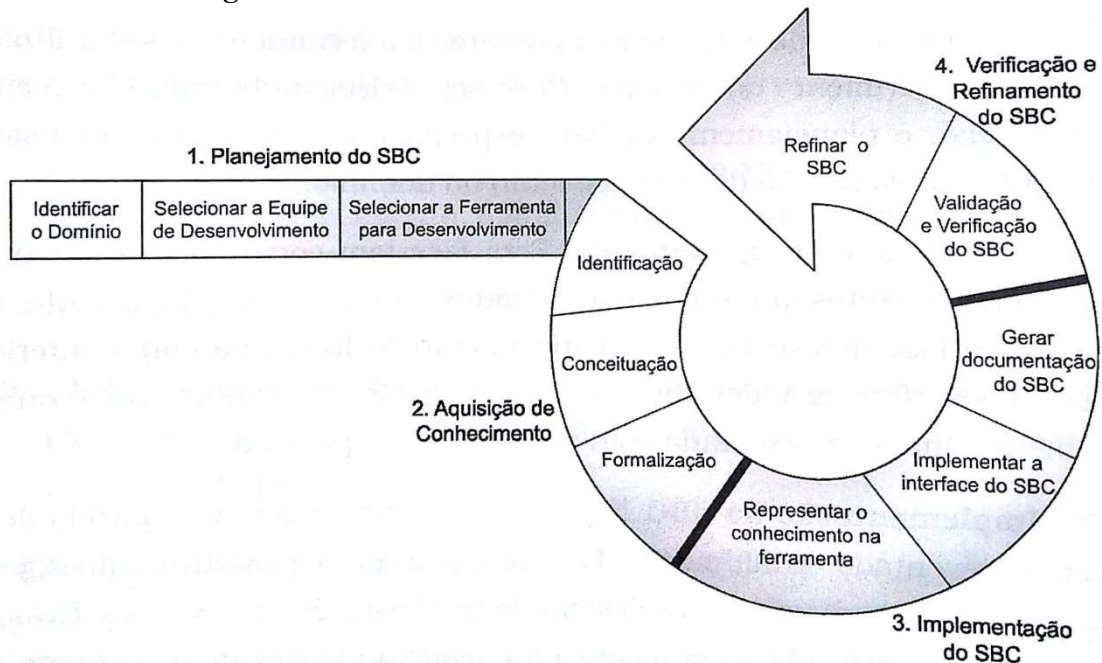 1. Planejamento do SBC
Identificar
o Domínio
Selecionar a Equipe
de Desenvolvimento
Selecionar a Ferramenta
para Desenvolvimento
Identificação
Conceituação
2. Aquisição de
Conhecimento
Formalização
Representar o
conhecimento na
ferramenta
3. Implementação
do SBC
Implementar a
interface do SBC
Gerar
documentação
do SBC
4. Verificação e
Refinamento
do SBC
Validação
e Verificação
do SBC
Refinar o
SBC